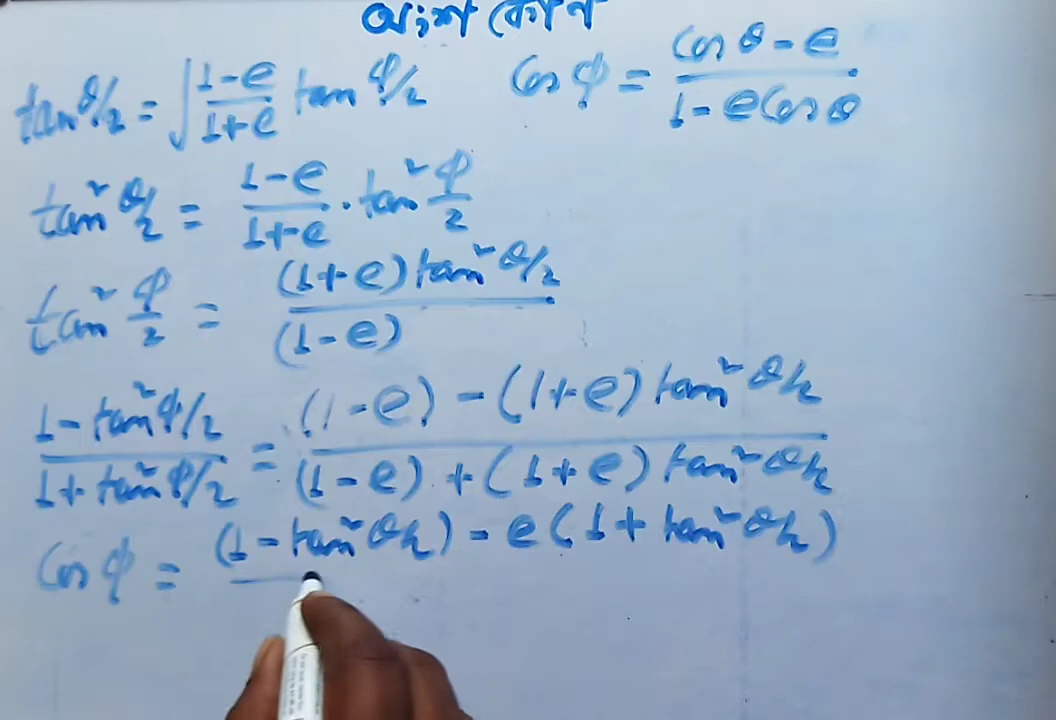 tan θ/2 = √(1-e)/(1+e) tan φ/2    Cos φ = (Cos θ - e)/(1 - e Cos θ)
tan² θ/2 = (1-e)/(1+e) · tan² φ/2
tan² φ/2 = (1+e) tan² θ/2 / (1-e)
(1 - tan² φ/2)/(1 + tan² φ/2) = ((1-e) - (1+e) tan² θ/2)/((1-e) + (1+e) tan² θ/2)
Cos φ = (1 - tan² θ/2) - e(1 + tan² θ/2)